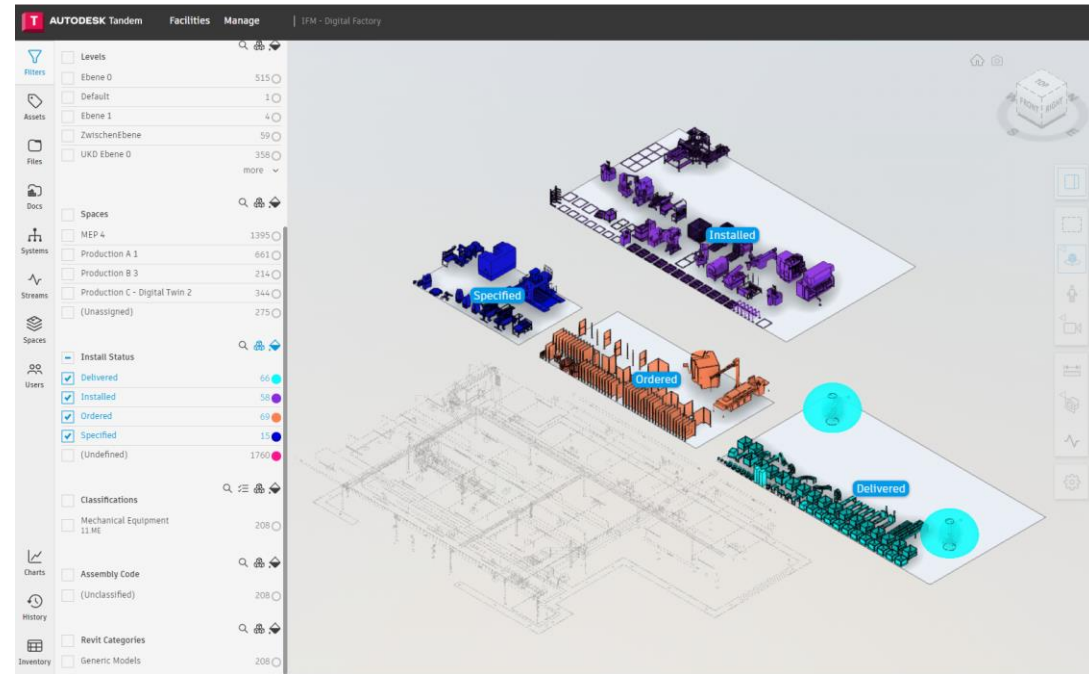 T AUTODESK Tandem Facilities Manage IFM - Digital Factory
Filters
Assets
Files
Docs
Systems
Streams
Spaces
Users
Charts
History
Inventory
Levels
Ebene 0 515
Default 1
Ebene 1 4
ZwischenEbene 59
UKD Ebene 0 358
more
Spaces
MEP 4 1395
Production A 1 661
Production B 3 214
Production C - Digital Twin 2 344
(Unassigned) 275
Install Status
Delivered 66
Installed 58
Ordered 69
Specified 15
(Undefined) 1760
Classifications
Mechanical Equipment 208
11.ME
Assembly Code
(Unclassified) 208
Revit Categories
Generic Models 208
Installed
Specified
Ordered
Delivered
TOP
FRONT
RIGHT